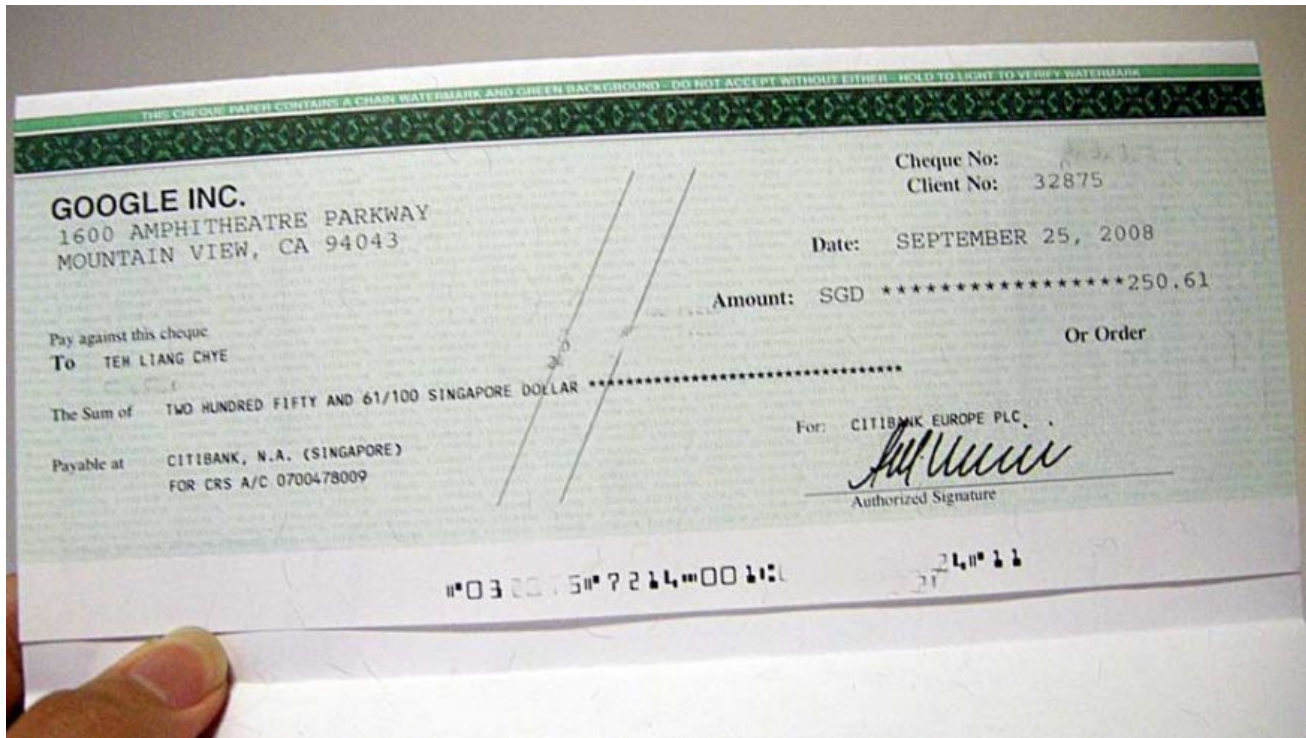 THIS CHEQUE PAPER CONTAINS A CHAIN WATERMARK AND GREEN BACKGROUND - DO NOT ACCEPT WITHOUT EITHER - HOLD TO LIGHT TO VERIFY WATERMARK
GOOGLE INC.
1600 AMPHITHEATRE PARKWAY
MOUNTAIN VIEW, CA 94043
Cheque No:
Client No: 32875
Date: SEPTEMBER 25, 2008
Amount: SGD ******************250.61
Pay against this cheque
To TEH LIANG CHYE
Or Order
The Sum of TWO HUNDRED FIFTY AND 61/100 SINGAPORE DOLLAR **********************************
Payable at CITIBANK, N.A. (SINGAPORE)
FOR CRS A/C 0700478009
For: CITIBANK EUROPE PLC.
Authorized Signature